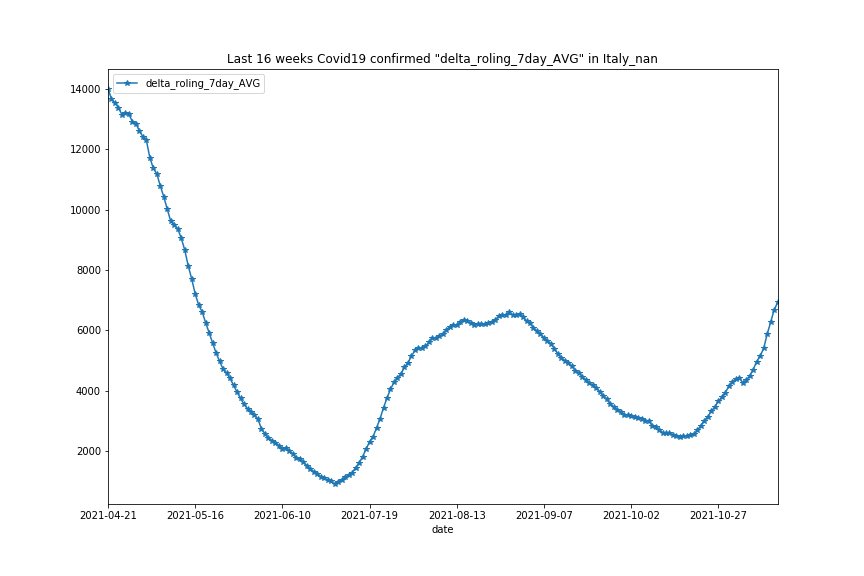 Last 16 weeks Covid19 confirmed "delta_roling_7day_AVG" in Italy_nan
delta_roling_7day_AVG
14000
12000
10000
8000
6000
4000
2000
2021-04-21 2021-05-16 2021-06-10 2021-07-19 2021-08-13 2021-09-07 2021-10-02 2021-10-27
date